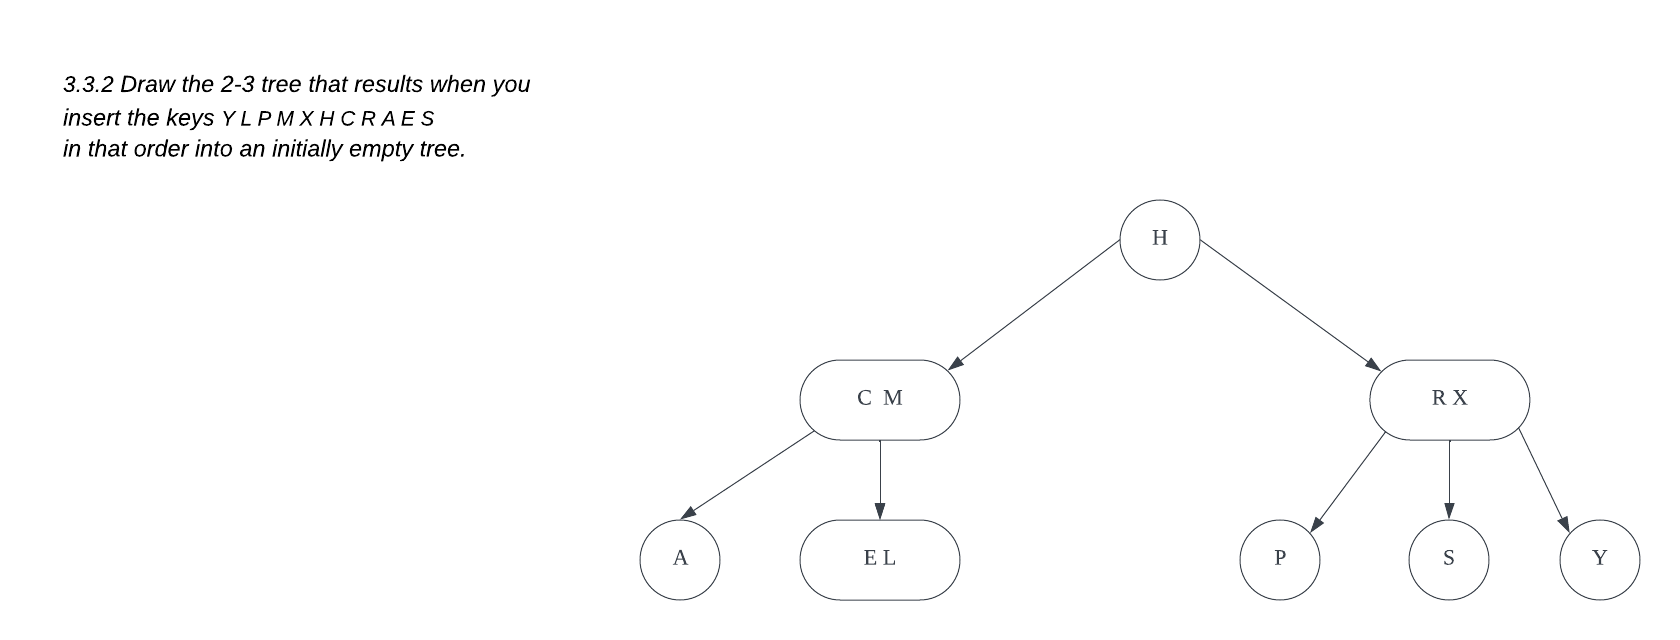 3.3.2 Draw the 2-3 tree that results when you
insert the keys Y L P M X H C R A E S
in that order into an initially empty tree.
H
C M
R X
A
E L
P
S
Y